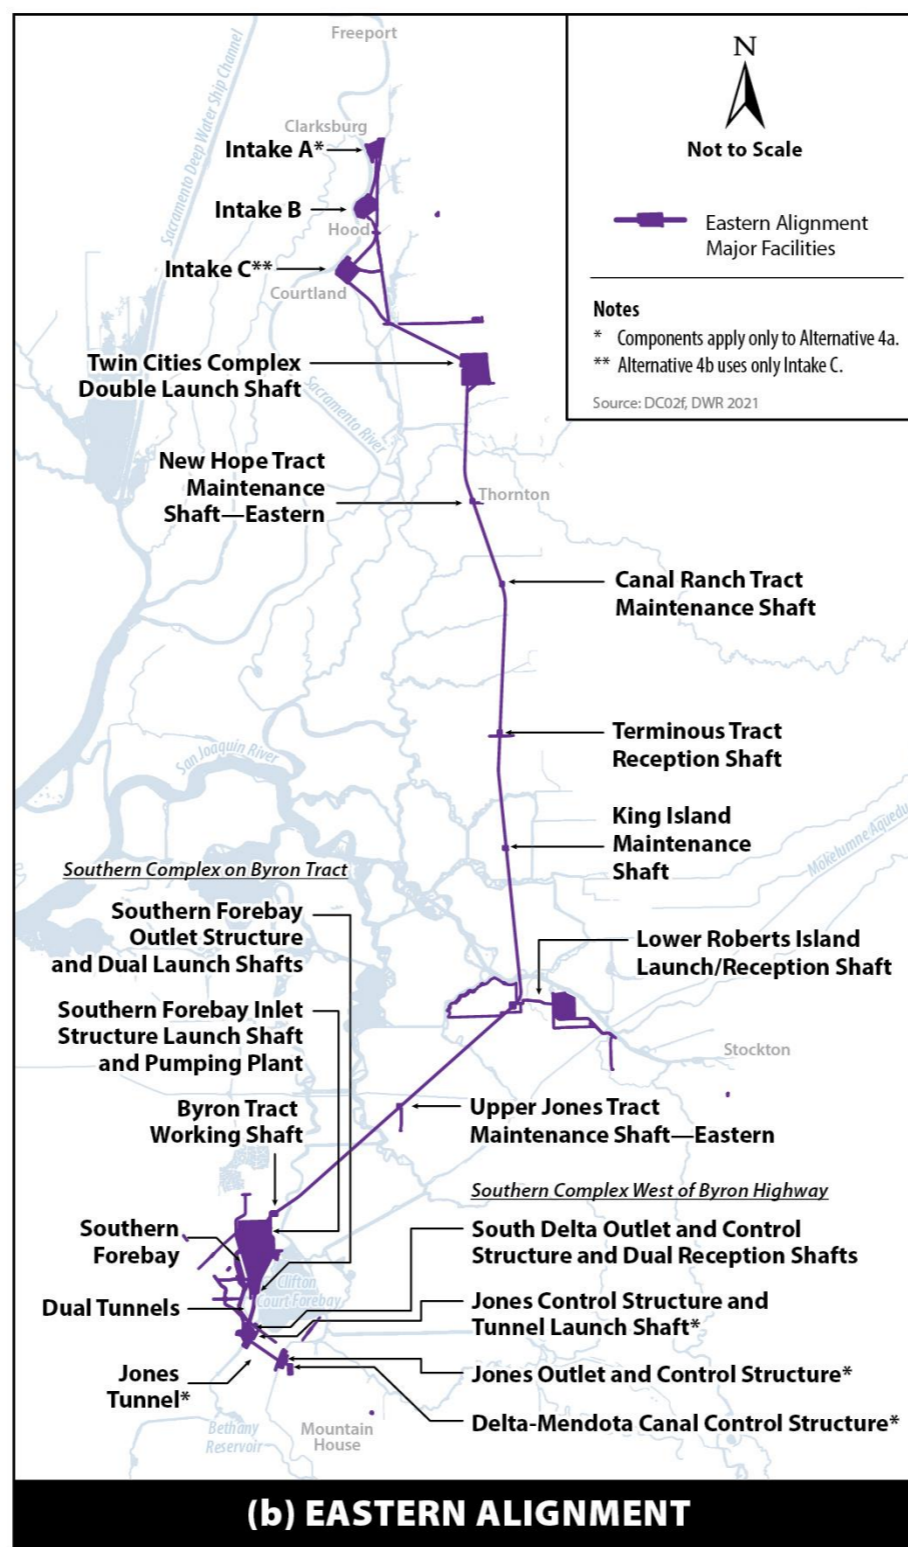 Freeport
Sacramento Deep Water Ship Channel
Clarksburg
Intake A*
Intake B
Hood
Intake C**
Courtland
N
Not to Scale
Eastern Alignment
Major Facilities
Notes
* Components apply only to Alternative 4a.
** Alternative 4b uses only Intake C.
Source: DC02f, DWR 2021
Twin Cities Complex
Double Launch Shaft
Sacramento River
New Hope Tract
Maintenance
Shaft—Eastern
Thornton
Canal Ranch Tract
Maintenance Shaft
San Joaquin River
Terminous Tract
Reception Shaft
King Island
Maintenance
Shaft
Mokelumne Aquedu
Southern Complex on Byron Tract
Southern Forebay
Outlet Structure
and Dual Launch Shafts
Lower Roberts Island
Launch/Reception Shaft
Southern Forebay Inlet
Structure Launch Shaft
and Pumping Plant
Stockton
Byron Tract
Working Shaft
Upper Jones Tract
Maintenance Shaft—Eastern
Southern Complex West of Byron Highway
Southern
Forebay
South Delta Outlet and Control
Structure and Dual Reception Shafts
Clifton
Court Forebay
Dual Tunnels
Jones Control Structure and
Tunnel Launch Shaft*
Jones
Tunnel*
Jones Outlet and Control Structure*
Bethany
Reservoir
Mountain
House
Delta-Mendota Canal Control Structure*
(b) EASTERN ALIGNMENT